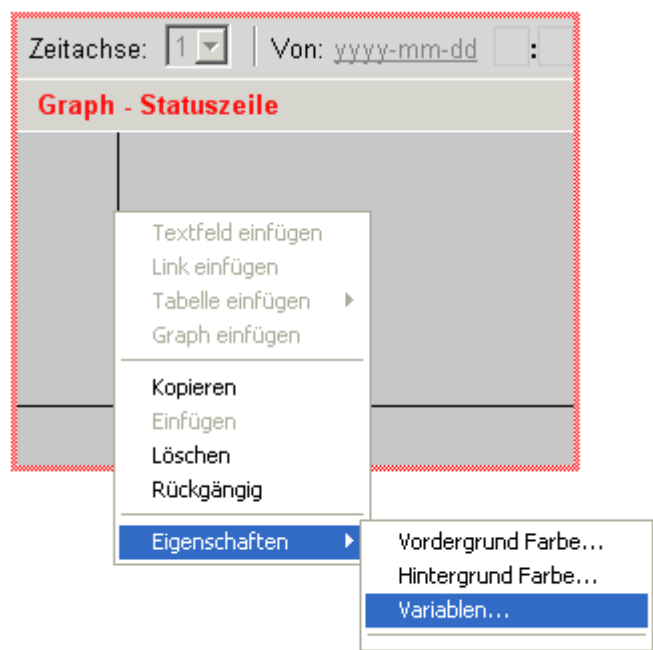 Zeitachse: 1 Von: yyyy-mm-dd :
Graph - Statuszeile
Textfeld einfügen
Link einfügen
Tabelle einfügen
Graph einfügen
Kopieren
Einfügen
Löschen
Rückgängig
Eigenschaften
Vordergrund Farbe...
Hintergrund Farbe...
Variablen...